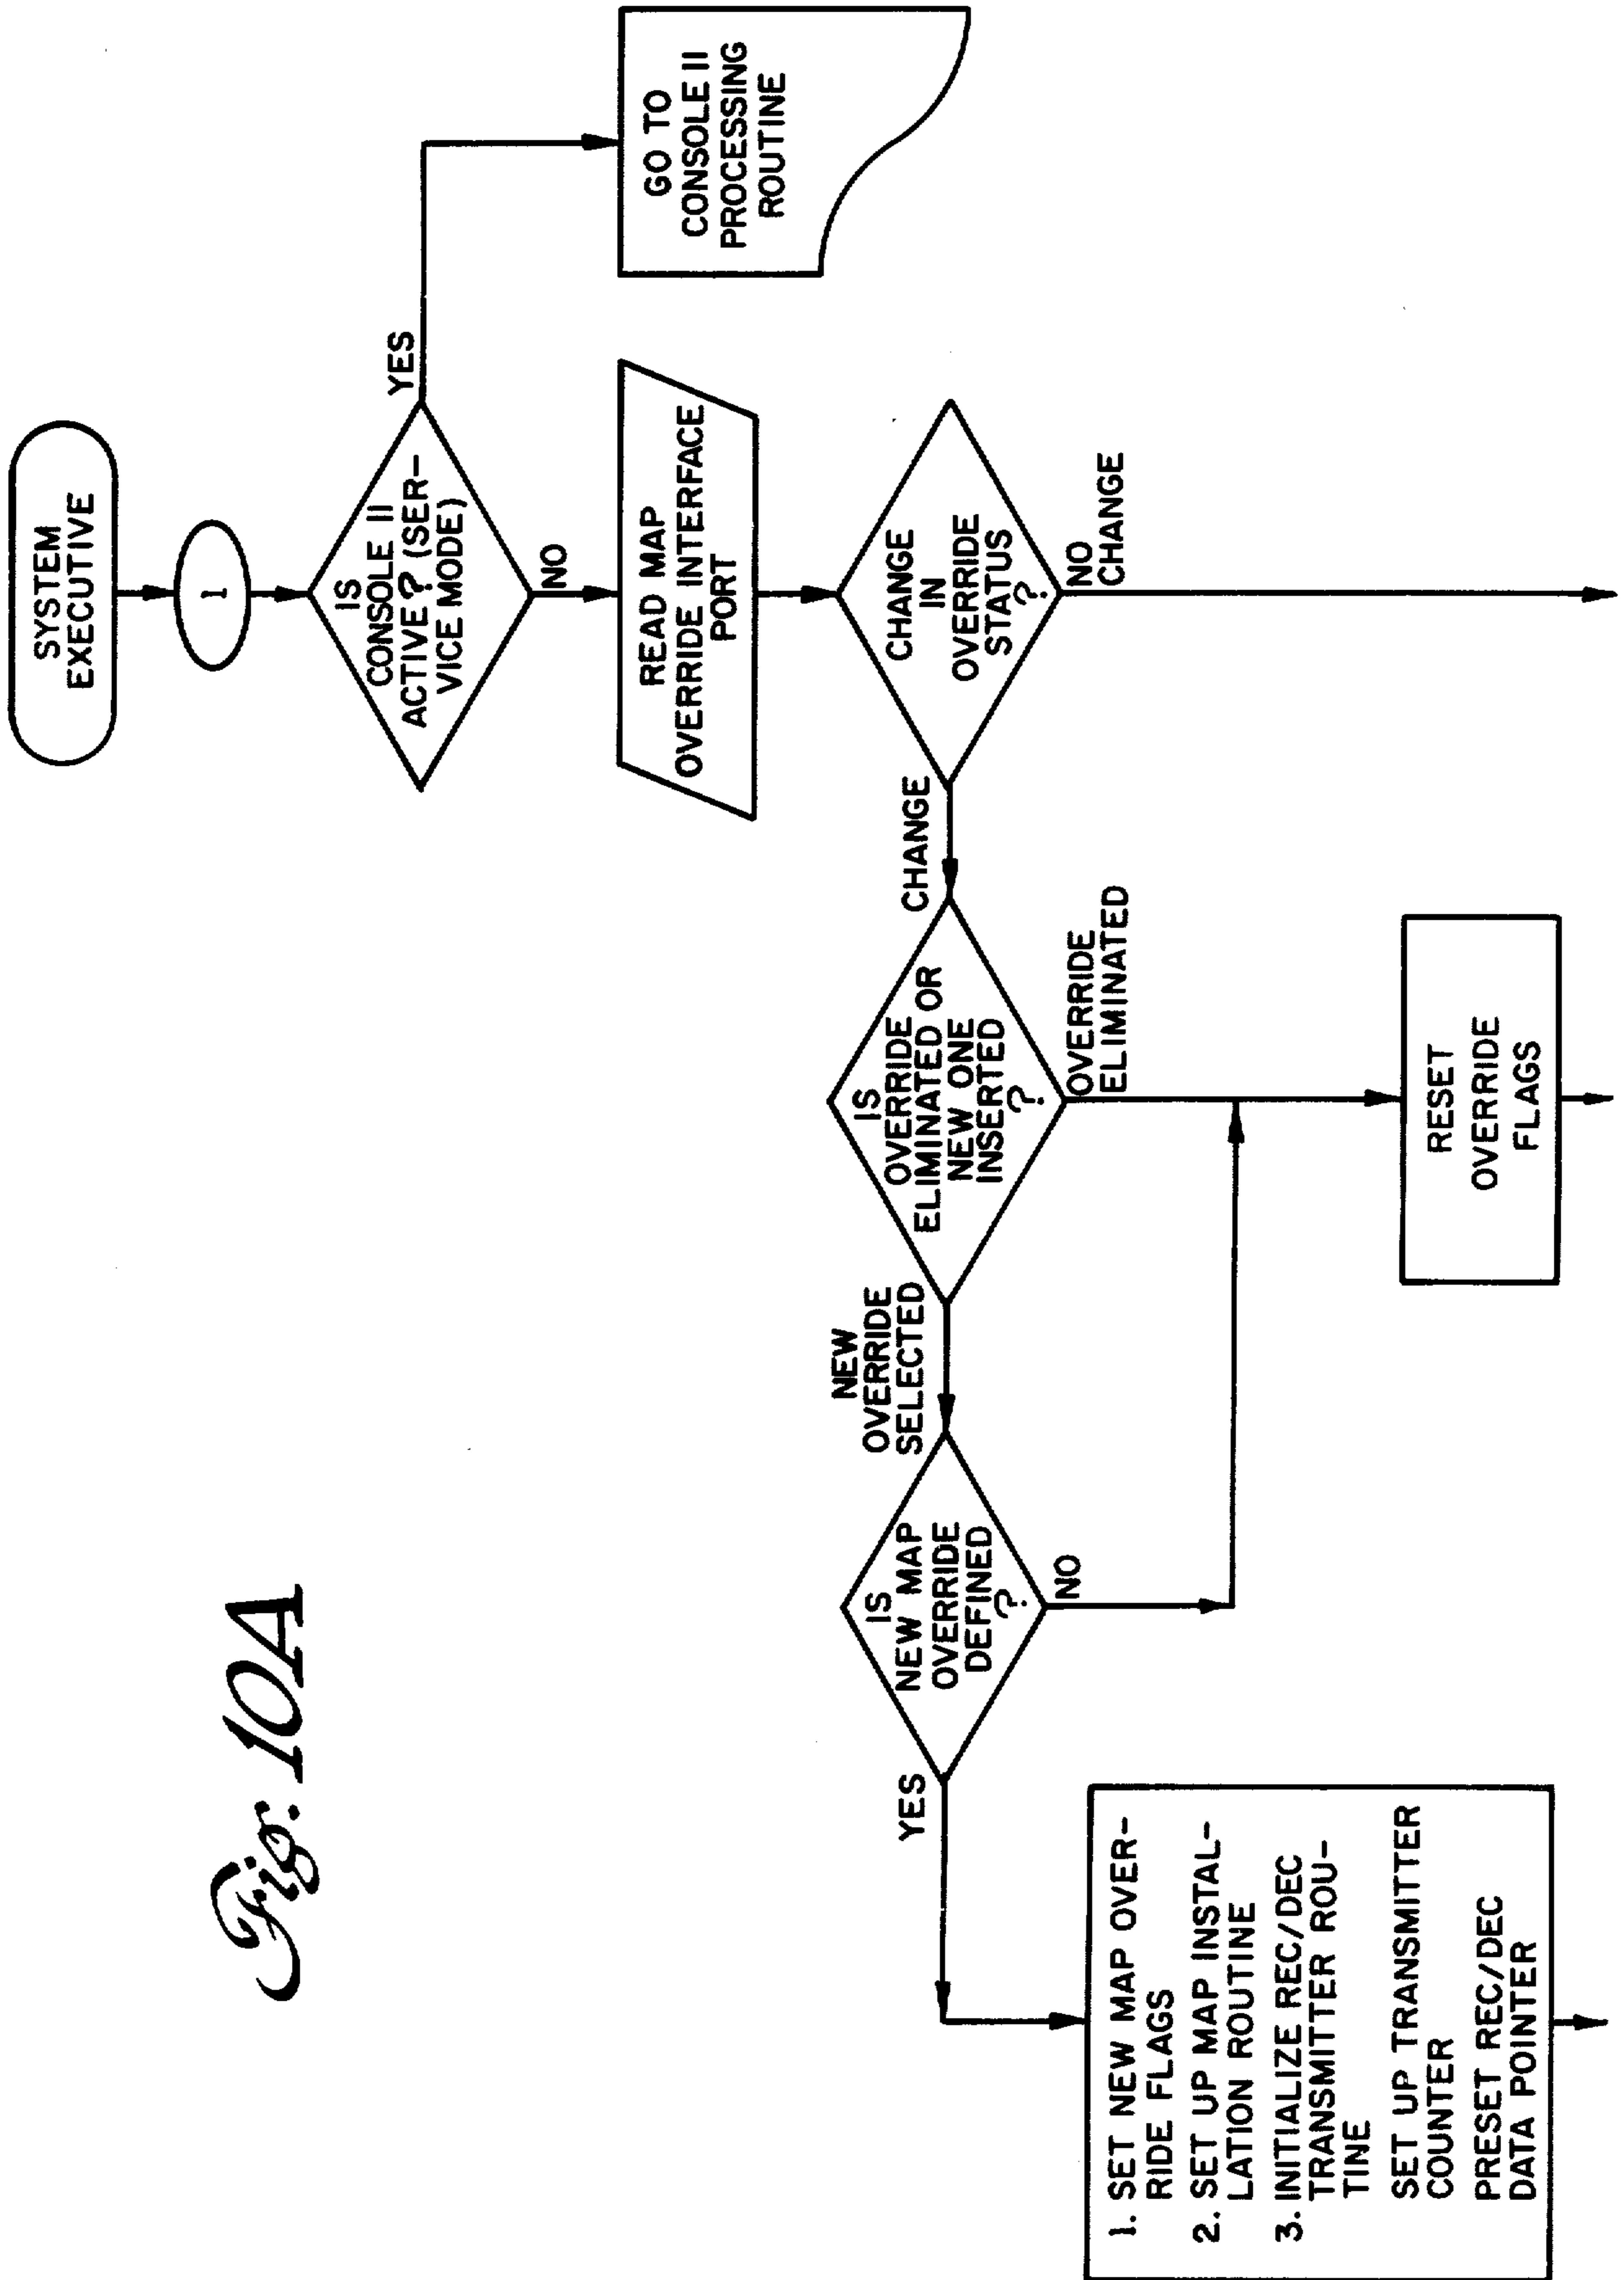 Fig. 10A
SYSTEM
EXECUTIVE
1
IS
CONSOLE II
ACTIVE? (SER-
VICE MODE)
YES
GO TO
CONSOLE II
PROCESSING
ROUTINE
NO
READ MAP
OVERRIDE INTERFACE
PORT
CHANGE
IN
OVERRIDE
STATUS
?
NO
CHANGE
CHANGE
IS
OVERRIDE
ELIMINATED OR
NEW ONE
INSERTED
?
OVERRIDE
ELIMINATED
NEW
OVERRIDE
SELECTED
IS
NEW MAP
OVERRIDE
DEFINED
?
NO
YES
RESET
OVERRIDE
FLAGS
1. SET NEW MAP OVER-
RIDE FLAGS
2. SET UP MAP INSTAL-
LATION ROUTINE
3. INITIALIZE REC/DEC
TRANSMITTER ROU-
TINE
SET UP TRANSMITTER
COUNTER
PRESET REC/DEC
DATA POINTER